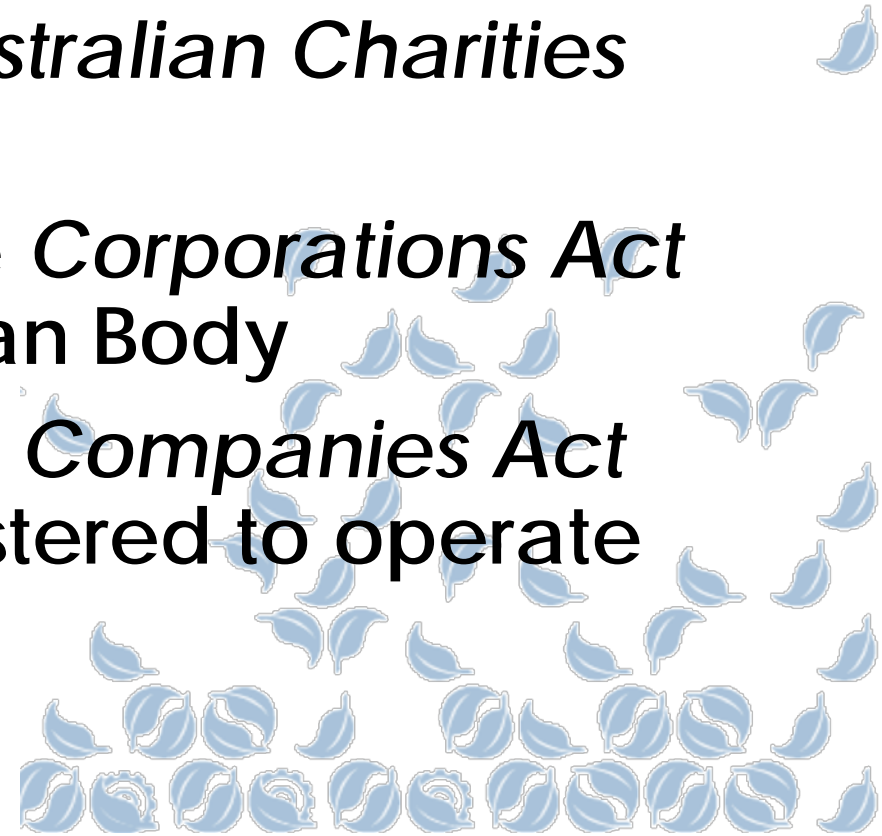 stralian Charities
Corporations Act
an Body
Companies Act
stered to operate